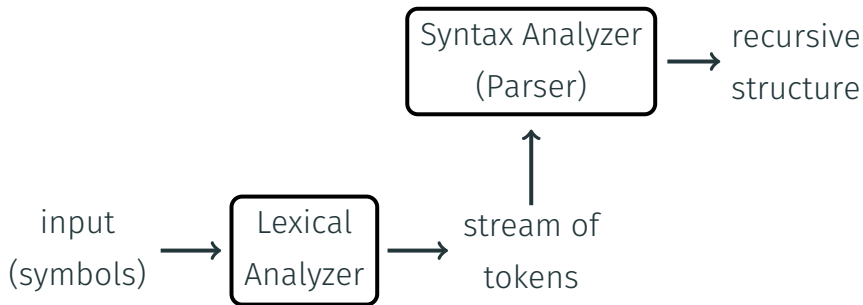 Syntax Analyzer
(Parser)
recursive
structure
input
(symbols)
Lexical
Analyzer
stream of
tokens